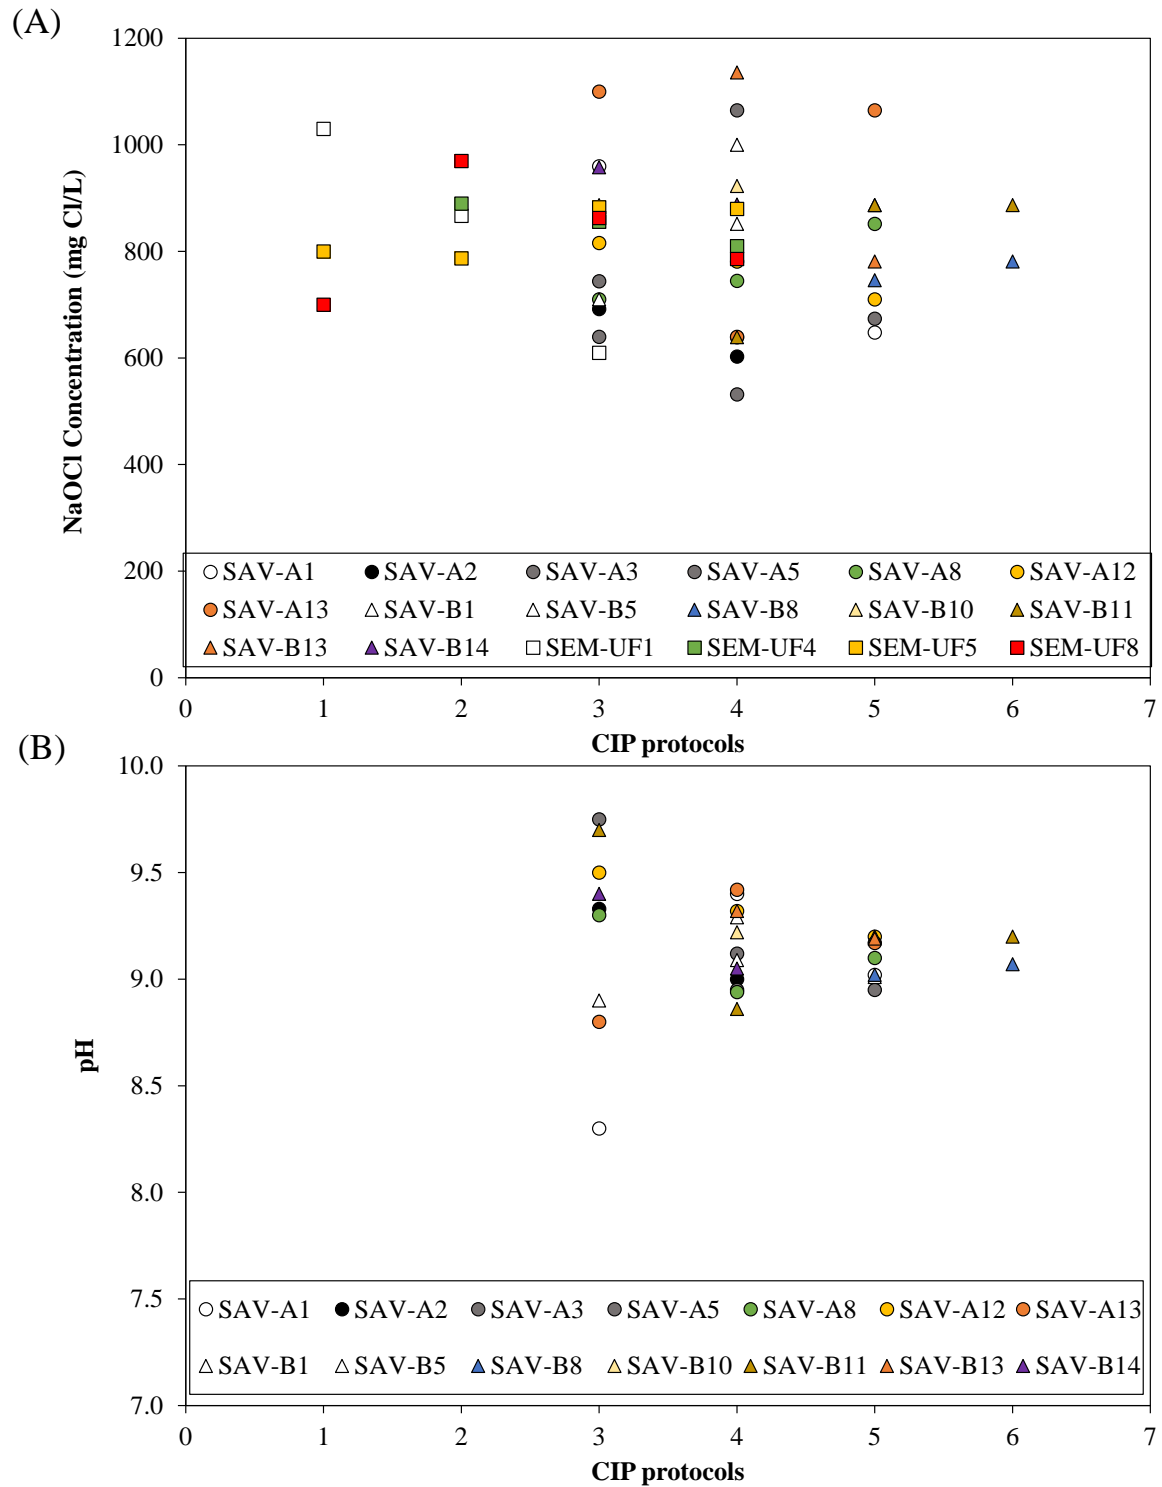 (A)
1200
1000
800
600
400
200
0
NaOCl Concentration (mg Cl/L)
SAV-A1 SAV-A2 SAV-A3 SAV-A5 SAV-A8 SAV-A12
SAV-A13 SAV-B1 SAV-B5 SAV-B8 SAV-B10 SAV-B11
SAV-B13 SAV-B14 SEM-UF1 SEM-UF4 SEM-UF5 SEM-UF8
0 1 2 3 4 5 6 7
CIP protocols
(B)
10.0
9.5
9.0
8.5
8.0
7.5
7.0
pH
SAV-A1 SAV-A2 SAV-A3 SAV-A5 SAV-A8 SAV-A12 SAV-A13
SAV-B1 SAV-B5 SAV-B8 SAV-B10 SAV-B11 SAV-B13 SAV-B14
0 1 2 3 4 5 6 7
CIP protocols